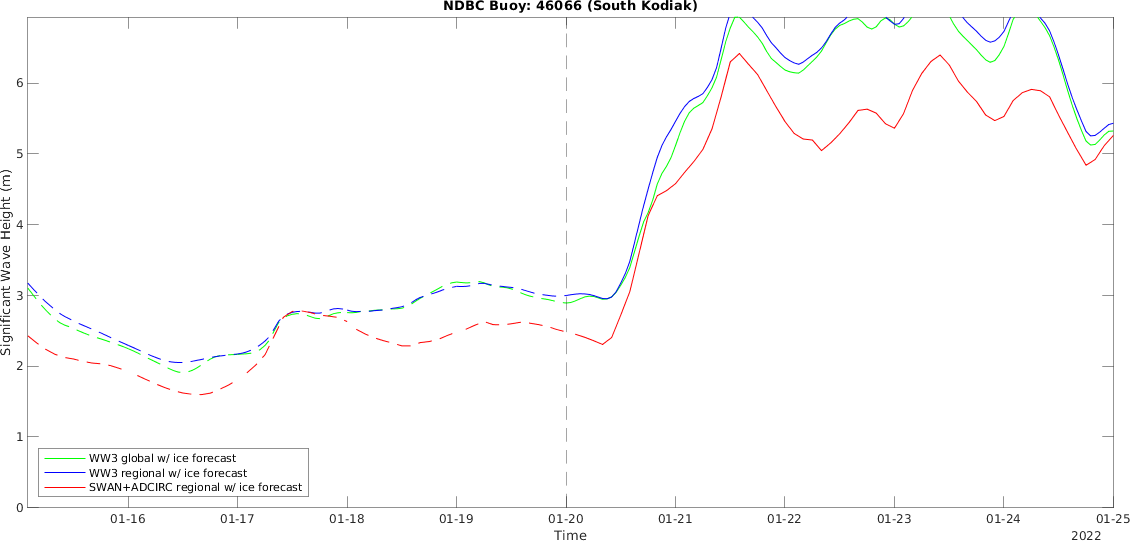 NDBC Buoy: 46066 (South Kodiak)
Significant Wave Height (m)
6
5
4
3
2
1
0
WW3 global w/ ice forecast
WW3 regional w/ ice forecast
SWAN+ADCIRC regional w/ ice forecast
01-16 01-17 01-18 01-19 01-20 01-21 01-22 01-23 01-24 01-25
Time
2022